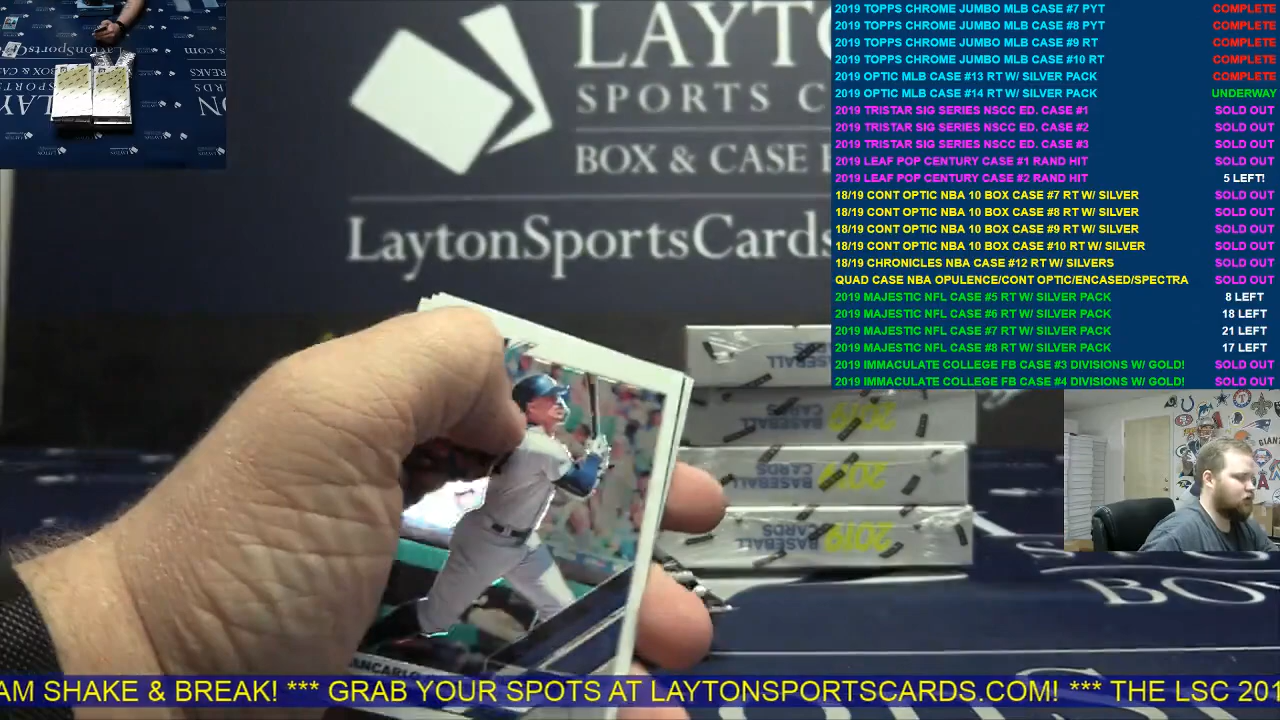 LAYTON
SPORTS C
BOX & CASE
LaytonSportsCards
2019 TOPPS CHROME JUMBO MLB CASE #7 PYT COMPLETE
2019 TOPPS CHROME JUMBO MLB CASE #8 PYT COMPLETE
2019 TOPPS CHROME JUMBO MLB CASE #9 RT COMPLETE
2019 TOPPS CHROME JUMBO MLB CASE #10 RT COMPLETE
2019 OPTIC MLB CASE #13 RT W/ SILVER PACK COMPLETE
2019 OPTIC MLB CASE #14 RT W/ SILVER PACK UNDERWAY
2019 TRISTAR SIG SERIES NSCC ED. CASE #1 SOLD OUT
2019 TRISTAR SIG SERIES NSCC ED. CASE #2 SOLD OUT
2019 TRISTAR SIG SERIES NSCC ED. CASE #3 SOLD OUT
2019 LEAF POP CENTURY CASE #1 RAND HIT SOLD OUT
2019 LEAF POP CENTURY CASE #2 RAND HIT 5 LEFT!
18/19 CONT OPTIC NBA 10 BOX CASE #7 RT W/ SILVER SOLD OUT
18/19 CONT OPTIC NBA 10 BOX CASE #8 RT W/ SILVER SOLD OUT
18/19 CONT OPTIC NBA 10 BOX CASE #9 RT W/ SILVER SOLD OUT
18/19 CONT OPTIC NBA 10 BOX CASE #10 RT W/ SILVER SOLD OUT
18/19 CHRONICLES NBA CASE #12 RT W/ SILVERS SOLD OUT
QUAD CASE NBA OPULENCE/CONT OPTIC/ENCASED/SPECTRA SOLD OUT
2019 MAJESTIC NFL CASE #5 RT W/ SILVER PACK 8 LEFT
2019 MAJESTIC NFL CASE #6 RT W/ SILVER PACK 18 LEFT
2019 MAJESTIC NFL CASE #7 RT W/ SILVER PACK 21 LEFT
2019 MAJESTIC NFL CASE #8 RT W/ SILVER PACK 17 LEFT
2019 IMMACULATE COLLEGE FB CASE #3 DIVISIONS W/ GOLD! SOLD OUT
2019 IMMACULATE COLLEGE FB CASE #4 DIVISIONS W/ GOLD! SOLD OUT
2019 BASEBALL CARDS
2019 BASEBALL CARDS
2019 BASEBALL CARDS
BO
ANCARLO
AM SHAKE & BREAK! *** GRAB YOUR SPOTS AT LAYTONSPORTSCARDS.COM! *** THE LSC 201